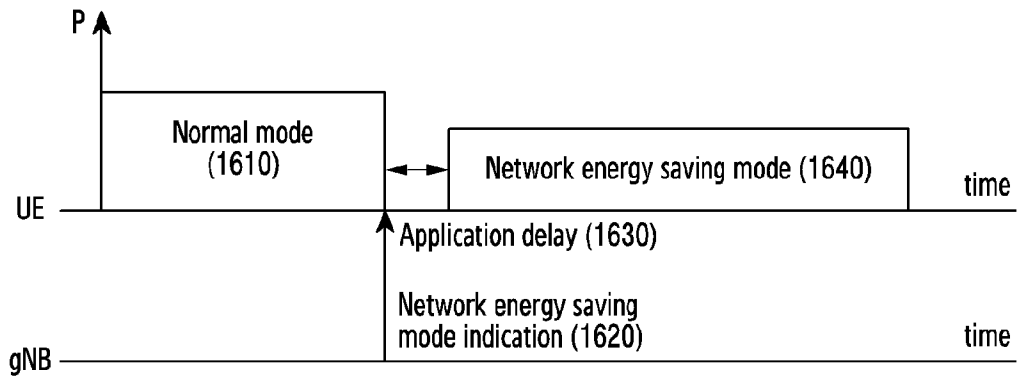 P
Normal mode
(1610)
Network energy saving mode (1640)
time
UE
Application delay (1630)
Network energy saving
mode indication (1620)
time
gNB